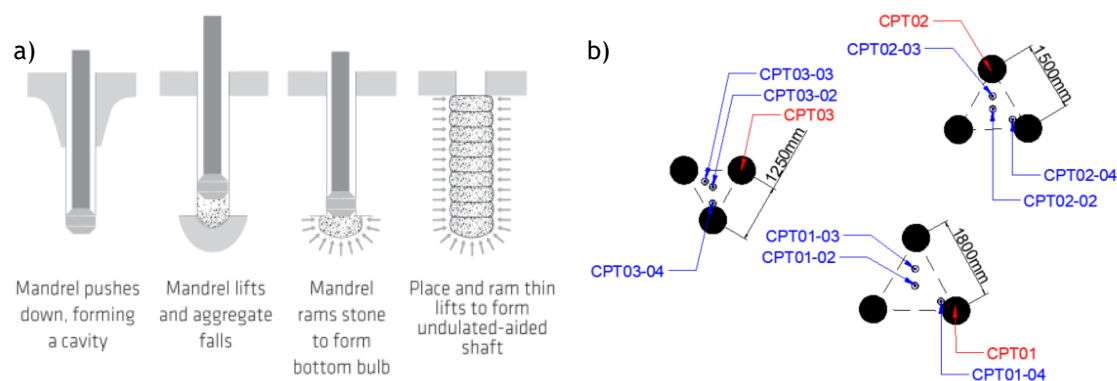 a)
Mandrel pushes
down, forming
a cavity
Mandrel lifts
and aggregate
falls
Mandrel
rams stone
to form
bottom bulb
Place and ram thin
lifts to form
undulated-aided
shaft
b)
CPT03-03
CPT03-02
CPT03
1250mm
CPT03-04
CPT02
CPT02-03
1500mm
CPT02-04
CPT02-02
CPT01-03
CPT01-02
1800mm
CPT01
CPT01-04